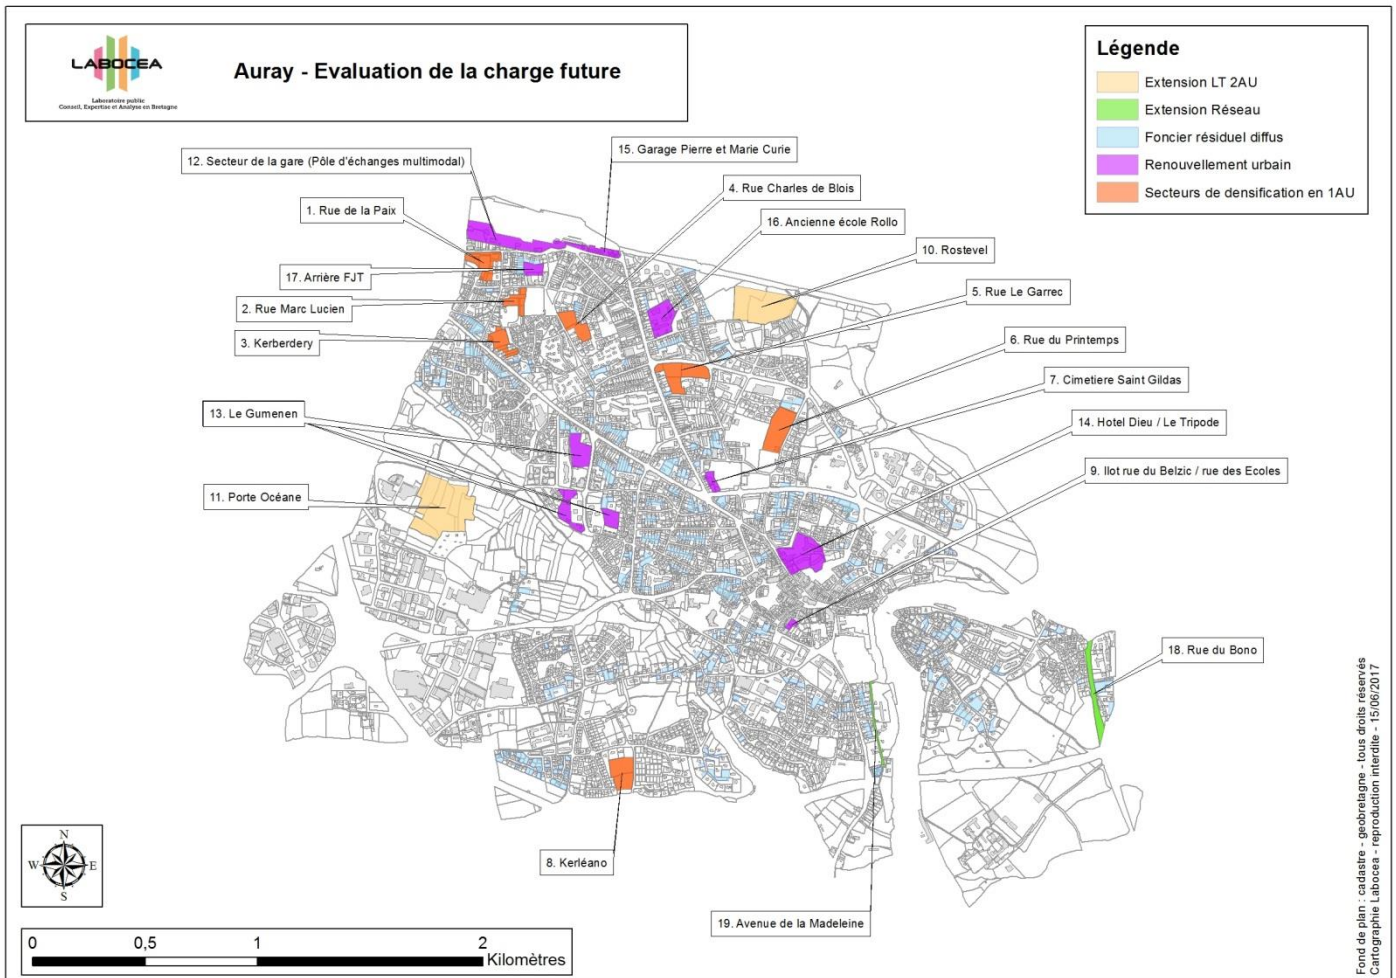 LABOCEA
Laboratoire public
Conseil, Expertise et Analyse en Bretagne
Auray - Evaluation de la charge future
Légende
Extension LT 2AU
Extension Réseau
Foncier résiduel diffus
Renouvellement urbain
Secteurs de densification en 1AU
15. Garage Pierre et Marie Curie
12. Secteur de la gare (Pôle d'échanges multimodal)
4. Rue Charles de Blois
1. Rue de la Paix
16. Ancienne école Rollo
10. Rostevel
17. Arrière FJT
5. Rue Le Garrec
2. Rue Marc Lucien
6. Rue du Printemps
3. Kerberdery
7. Cimetiere Saint Gildas
13. Le Gumenen
14. Hotel Dieu / Le Tripode
9. Ilot rue du Belzic / rue des Ecoles
11. Porte Océane
18. Rue du Bono
8. Kerléano
19. Avenue de la Madeleine
N
W E
S
0 0,5 1 2
Kilomètres
Fond de plan : cadastre - geobretagne - tous droits réservés
Cartographie Labocea - reproduction interdite - 15/06/2017